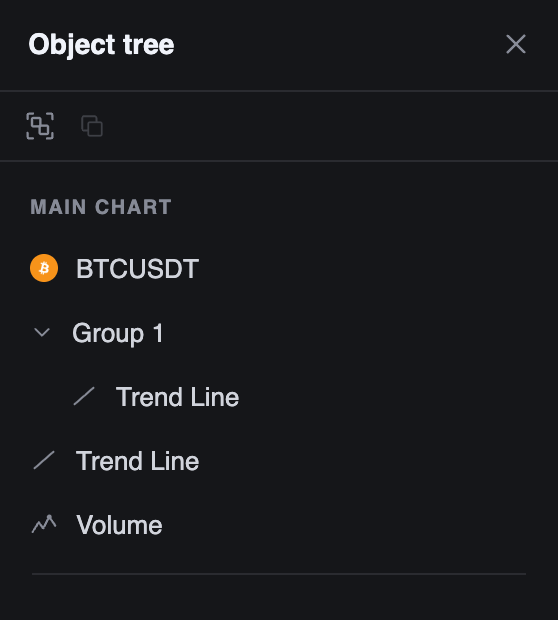 Object tree
MAIN CHART
BTCUSDT
Group 1
Trend Line
Trend Line
Volume